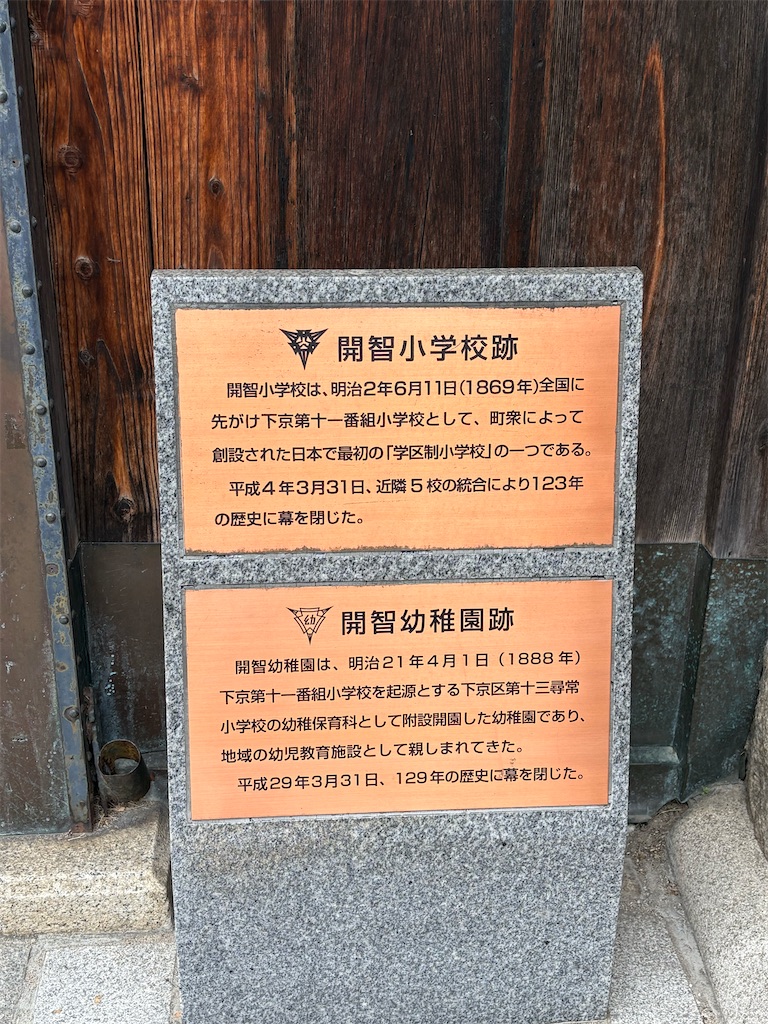 開智小学校跡
開智小学校は、明治2年6月11日(1869年)全国に
先がけ下京第十一番組小学校として、町衆によって
創設された日本で最初の「学区制小学校」の一つである。
平成4年3月31日、近隣5校の統合により123年
の歴史に幕を閉じた。
幼
開智幼稚園跡
開智幼稚園は、明治21年4月1日(1888年)
下京第十一番組小学校を起源とする下京区第十三尋常
小学校の幼稚保育科として附設開園した幼稚園であり、
地域の幼児教育施設として親しまれてきた。
平成29年3月31日、129年の歴史に幕を閉じた。